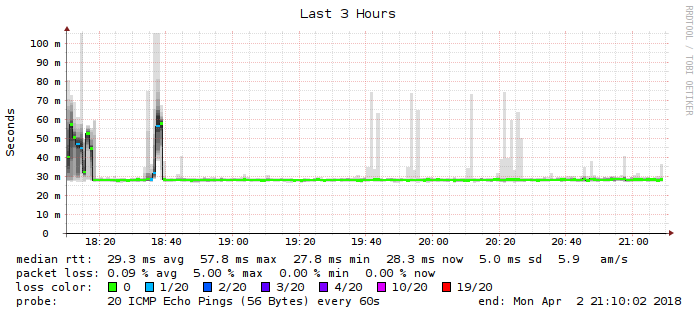 Last 3 Hours
RRDTOOL / TOBI OETIKER
Seconds
100 m
90 m
80 m
70 m
60 m
50 m
40 m
30 m
20 m
10 m
0
18:20 18:40 19:00 19:20 19:40 20:00 20:20 20:40 21:00
median rtt: 29.3 ms avg 57.8 ms max 27.8 ms min 28.3 ms now 5.0 ms sd 5.9 am/s
packet loss: 0.09 % avg 5.00 % max 0.00 % min 0.00 % now
loss color: 0 1/20 2/20 3/20 4/20 10/20 19/20
probe: 20 ICMP Echo Pings (56 Bytes) every 60s end: Mon Apr 2 21:10:02 2018